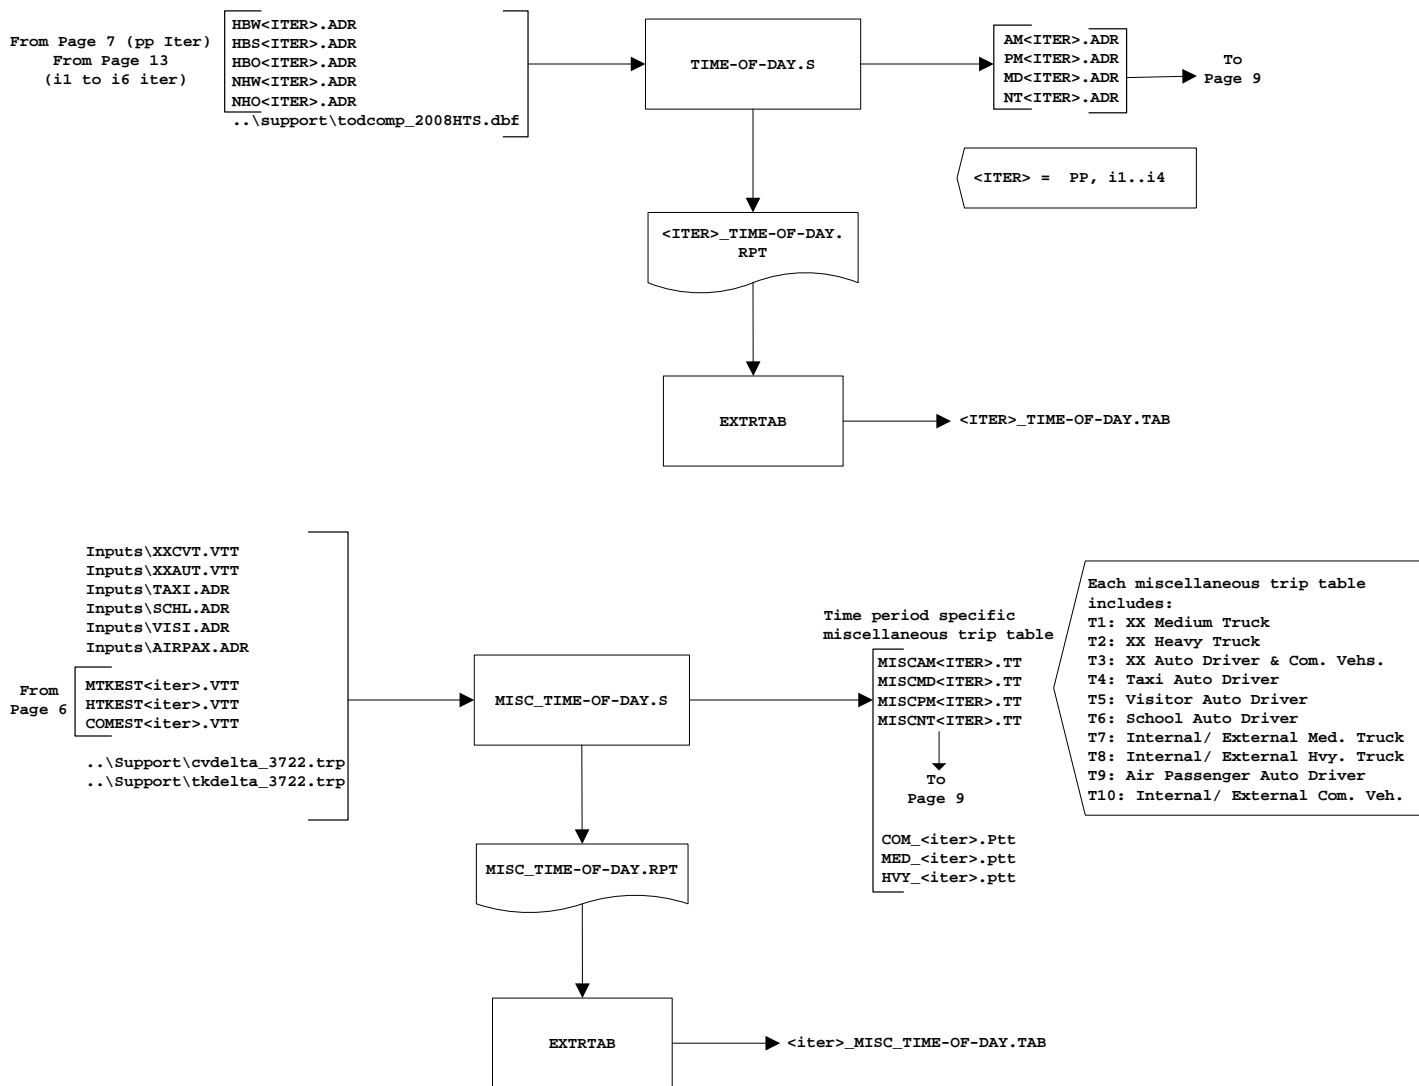 From Page 7 (pp Iter)
From Page 13
(i1 to i6 iter)
HBW<ITER>.ADR
HBS<ITER>.ADR
HBO<ITER>.ADR
NHW<ITER>.ADR
NHO<ITER>.ADR
..\support\todcomp_2008HTS.dbf
TIME-OF-DAY.S
AM<ITER>.ADR
PM<ITER>.ADR
MD<ITER>.ADR
NT<ITER>.ADR
To
Page 9
<ITER> = PP, i1..i4
<ITER>_TIME-OF-DAY.
RPT
EXTRTAB
<ITER>_TIME-OF-DAY.TAB
Inputs\XXCVT.VTT
Inputs\XXAUT.VTT
Inputs\TAXI.ADR
Inputs\SCHL.ADR
Inputs\VISI.ADR
Inputs\AIRPAX.ADR
From
Page 6
MTKEST<iter>.VTT
HTKEST<iter>.VTT
COMEST<iter>.VTT
..\Support\cvdelta_3722.trp
..\Support\tkdelta_3722.trp
MISC_TIME-OF-DAY.S
Time period specific
miscellaneous trip table
MISCAM<ITER>.TT
MISCMD<ITER>.TT
MISCPM<ITER>.TT
MISCNT<ITER>.TT
To
Page 9
COM_<iter>.Ptt
MED_<iter>.ptt
HVY_<iter>.ptt
Each miscellaneous trip table
includes:
T1: XX Medium Truck
T2: XX Heavy Truck
T3: XX Auto Driver & Com. Vehs.
T4: Taxi Auto Driver
T5: Visitor Auto Driver
T6: School Auto Driver
T7: Internal/ External Med. Truck
T8: Internal/ External Hvy. Truck
T9: Air Passenger Auto Driver
T10: Internal/ External Com. Veh.
MISC_TIME-OF-DAY.RPT
EXTRTAB
<iter>_MISC_TIME-OF-DAY.TAB